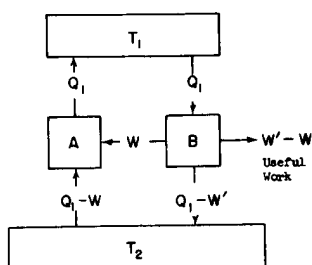 T₁
Q₁ Q₁
A W B W'-W
Useful
Work
Q₁-W Q₁-W'
T₂